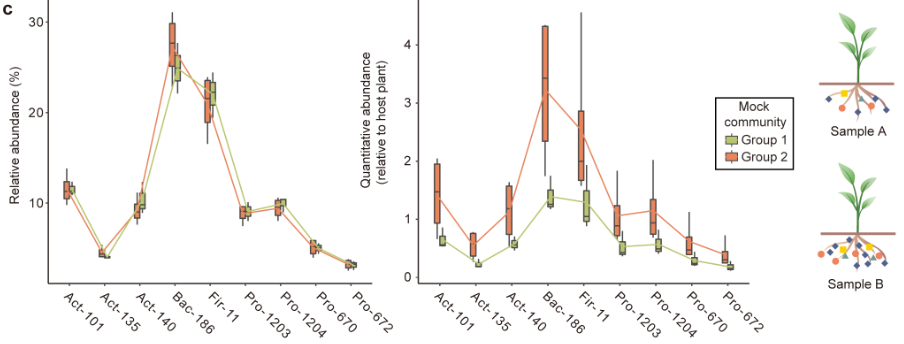 c
Relative abundance (%)
30
20
10
Act-101
Act-135
Act-140
Bac-186
Fir-11
Pro-1203
Pro-1204
Pro-670
Pro-672
Quantitative abundance
(relative to host plant)
4
3
2
1
0
Act-101
Act-135
Act-140
Bac-186
Fir-11
Pro-1203
Pro-1204
Pro-670
Pro-672
Mock
community
Group 1
Group 2
Sample A
Sample B